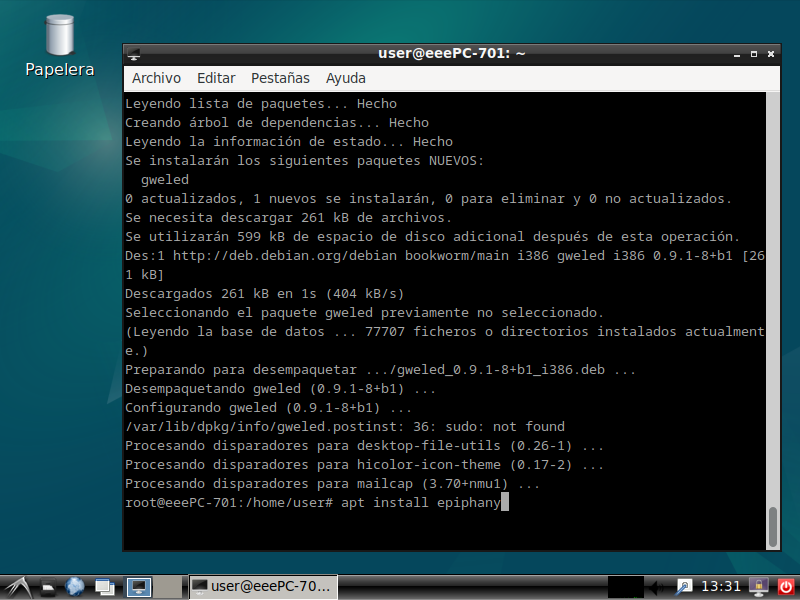 Papelera
user@eeePC-701: ~
Archivo Editar Pestañas Ayuda
Leyendo lista de paquetes... Hecho
Creando árbol de dependencias... Hecho
Leyendo la información de estado... Hecho
Se instalarán los siguientes paquetes NUEVOS:
  gweled
0 actualizados, 1 nuevos se instalarán, 0 para eliminar y 0 no actualizados.
Se necesita descargar 261 kB de archivos.
Se utilizarán 599 kB de espacio de disco adicional después de esta operación.
Des:1 http://deb.debian.org/debian bookworm/main i386 gweled i386 0.9.1-8+b1 [26
1 kB]
Descargados 261 kB en 1s (404 kB/s)
Seleccionando el paquete gweled previamente no seleccionado.
(Leyendo la base de datos ... 77707 ficheros o directorios instalados actualment
e.)
Preparando para desempaquetar .../gweled_0.9.1-8+b1_i386.deb ...
Desempaquetando gweled (0.9.1-8+b1) ...
Configurando gweled (0.9.1-8+b1) ...
/var/lib/dpkg/info/gweled.postinst: 36: sudo: not found
Procesando disparadores para desktop-file-utils (0.26-1) ...
Procesando disparadores para hicolor-icon-theme (0.17-2) ...
Procesando disparadores para mailcap (3.70+nmu1) ...
root@eeePC-701:/home/user# apt install epiphany
user@eeePC-70... 13:31